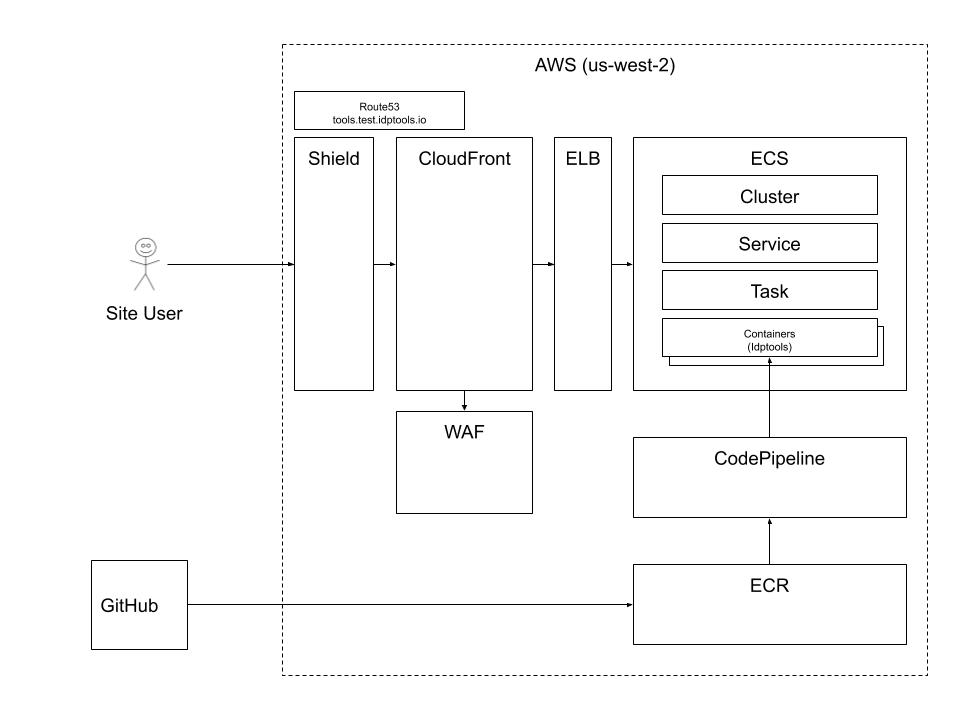 AWS (us-west-2)
Route53
tools.test.idptools.io
Shield
CloudFront
ELB
ECS
Cluster
Service
Task
Containers
(Idptools)
Site User
WAF
CodePipeline
GitHub
ECR